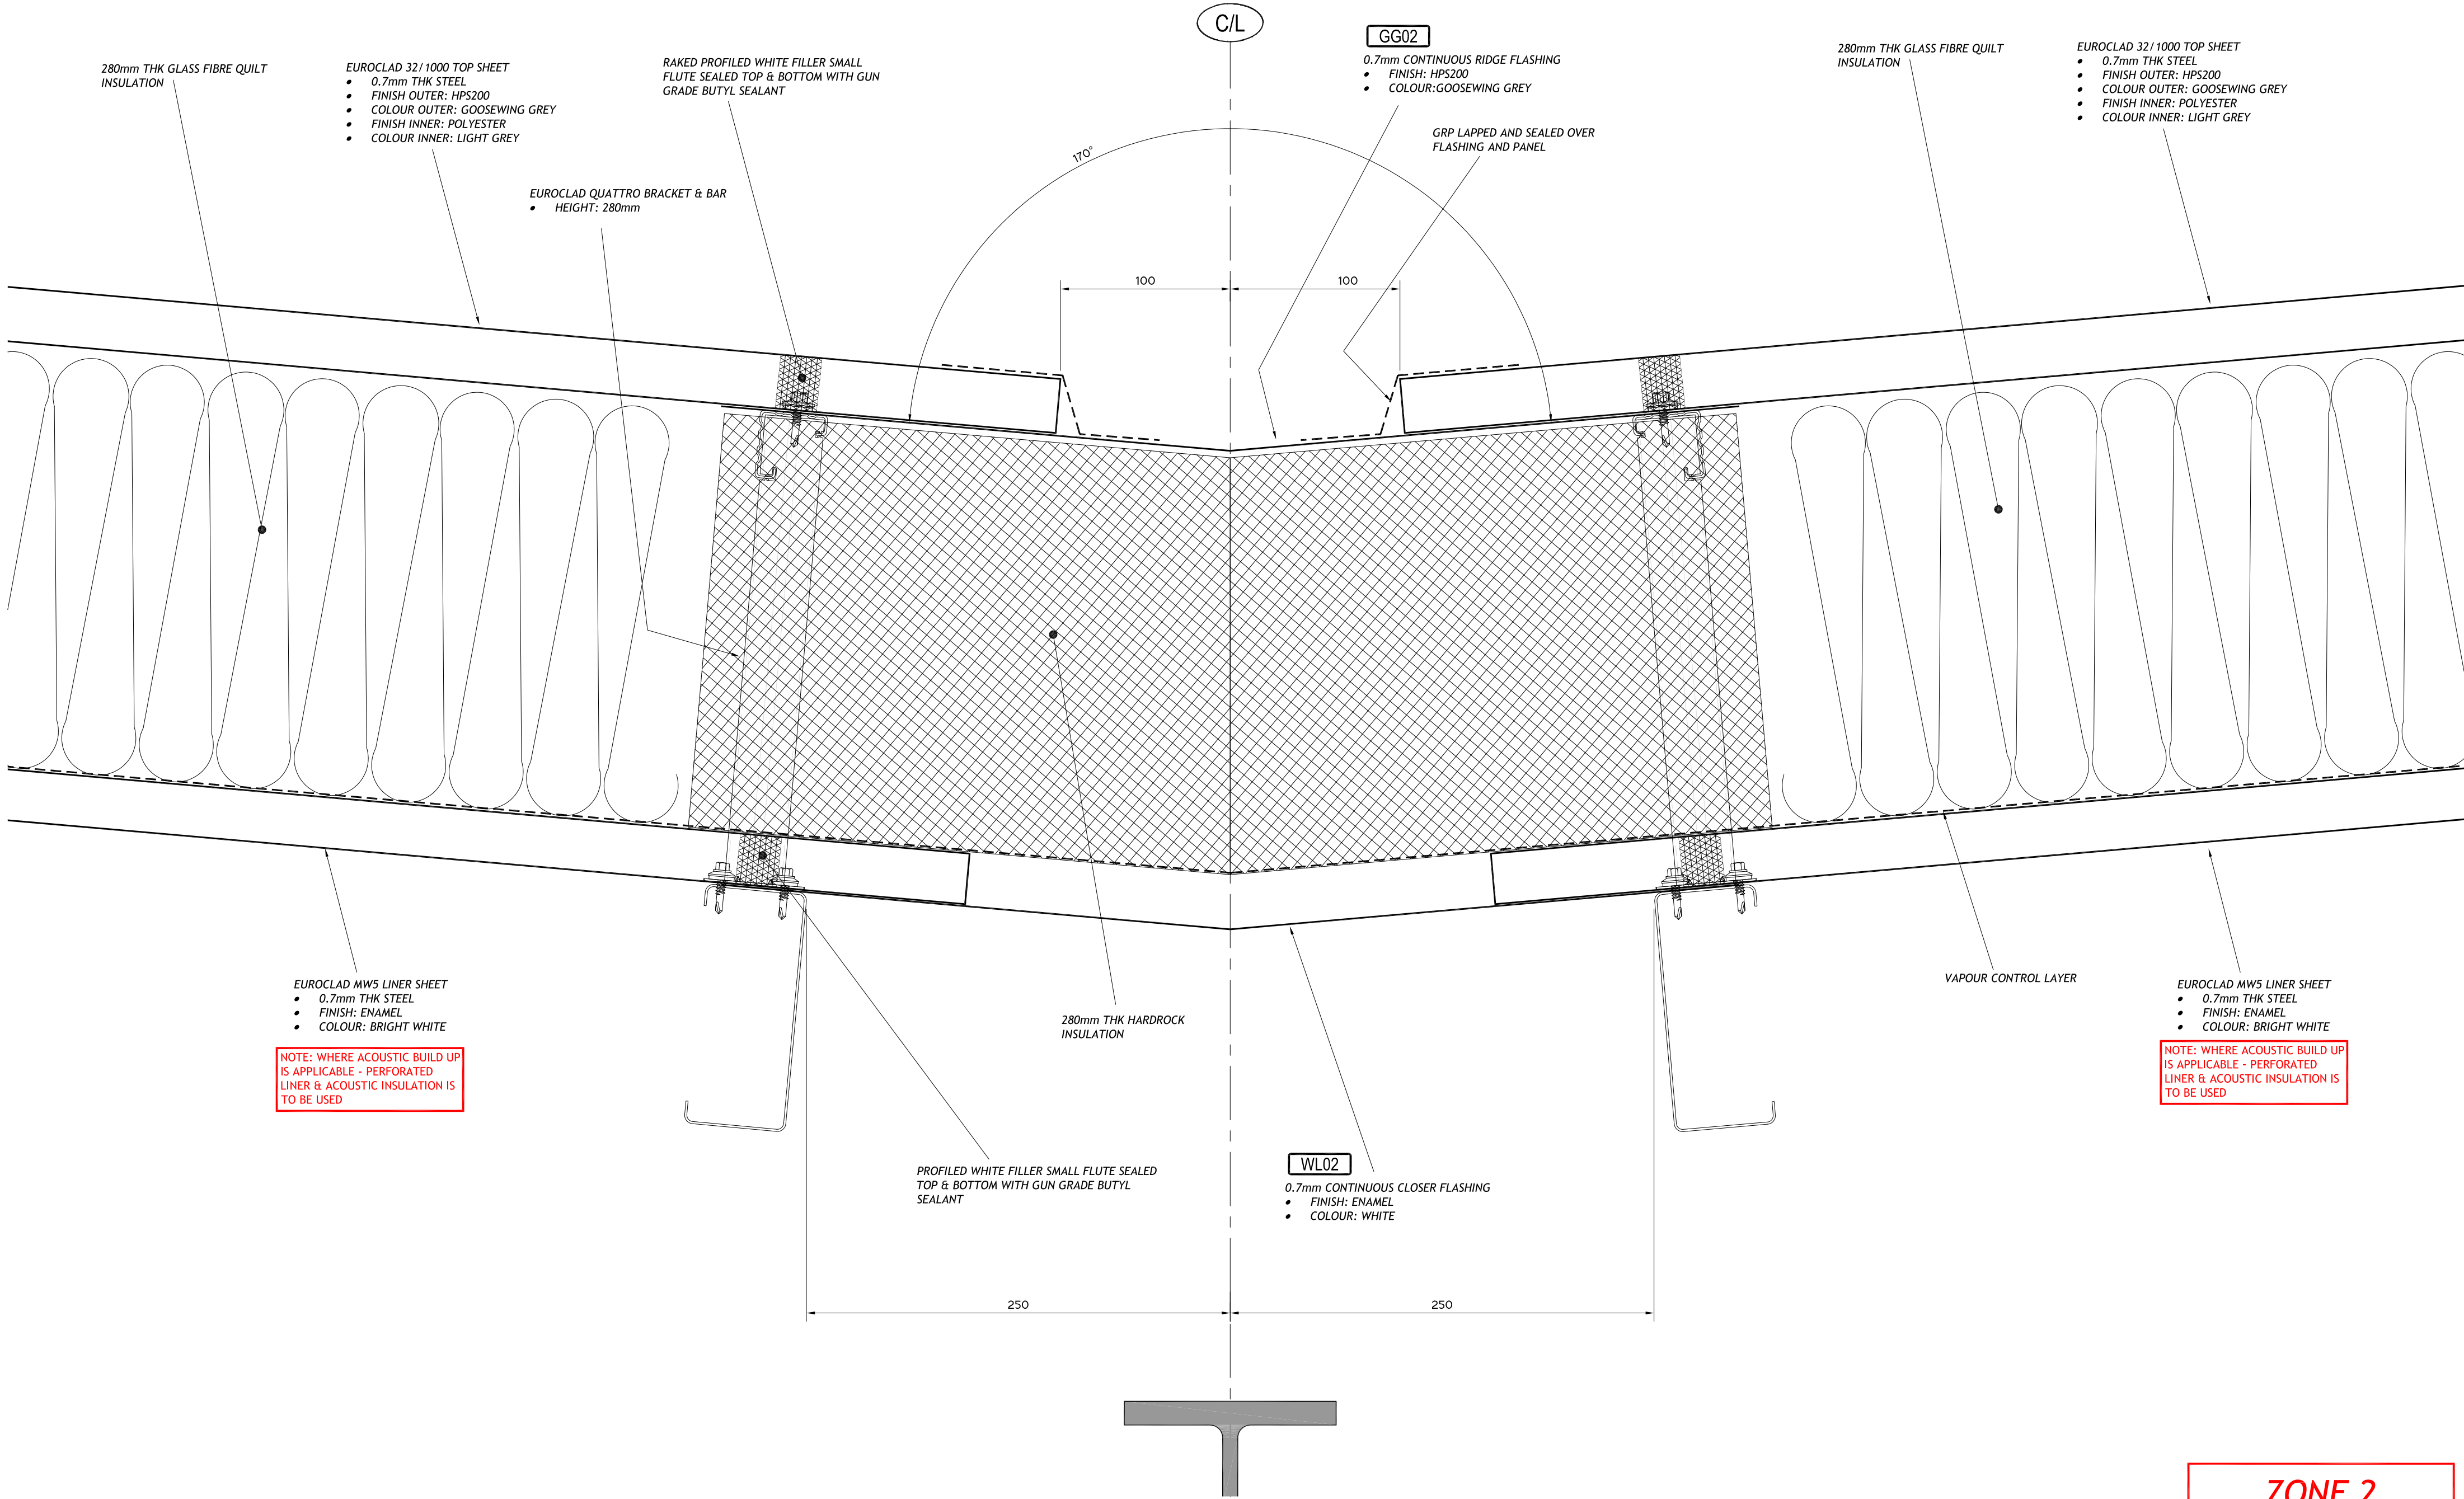 C/L
280mm THK GLASS FIBRE QUILT
INSULATION
EUROCLAD 32/1000 TOP SHEET
• 0.7mm THK STEEL
• FINISH OUTER: HPS200
• COLOUR OUTER: GOOSEWING GREY
• FINISH INNER: POLYESTER
• COLOUR INNER: LIGHT GREY
RAKED PROFILED WHITE FILLER SMALL
FLUTE SEALED TOP & BOTTOM WITH GUN
GRADE BUTYL SEALANT
EUROCLAD QUATTRO BRACKET & BAR
• HEIGHT: 280mm
GG02
0.7mm CONTINUOUS RIDGE FLASHING
• FINISH: HPS200
• COLOUR:GOOSEWING GREY
GRP LAPPED AND SEALED OVER
FLASHING AND PANEL
280mm THK GLASS FIBRE QUILT
INSULATION
EUROCLAD 32/1000 TOP SHEET
• 0.7mm THK STEEL
• FINISH OUTER: HPS200
• COLOUR OUTER: GOOSEWING GREY
• FINISH INNER: POLYESTER
• COLOUR INNER: LIGHT GREY
170°
100
100
EUROCLAD MW5 LINER SHEET
• 0.7mm THK STEEL
• FINISH: ENAMEL
• COLOUR: BRIGHT WHITE
NOTE: WHERE ACOUSTIC BUILD UP
IS APPLICABLE - PERFORATED
LINER & ACOUSTIC INSULATION IS
TO BE USED
280mm THK HARDROCK
INSULATION
PROFILED WHITE FILLER SMALL FLUTE SEALED
TOP & BOTTOM WITH GUN GRADE BUTYL
SEALANT
WL02
0.7mm CONTINUOUS CLOSER FLASHING
• FINISH: ENAMEL
• COLOUR: WHITE
VAPOUR CONTROL LAYER
EUROCLAD MW5 LINER SHEET
• 0.7mm THK STEEL
• FINISH: ENAMEL
• COLOUR: BRIGHT WHITE
NOTE: WHERE ACOUSTIC BUILD UP
IS APPLICABLE - PERFORATED
LINER & ACOUSTIC INSULATION IS
TO BE USED
250
250
ZONE 2